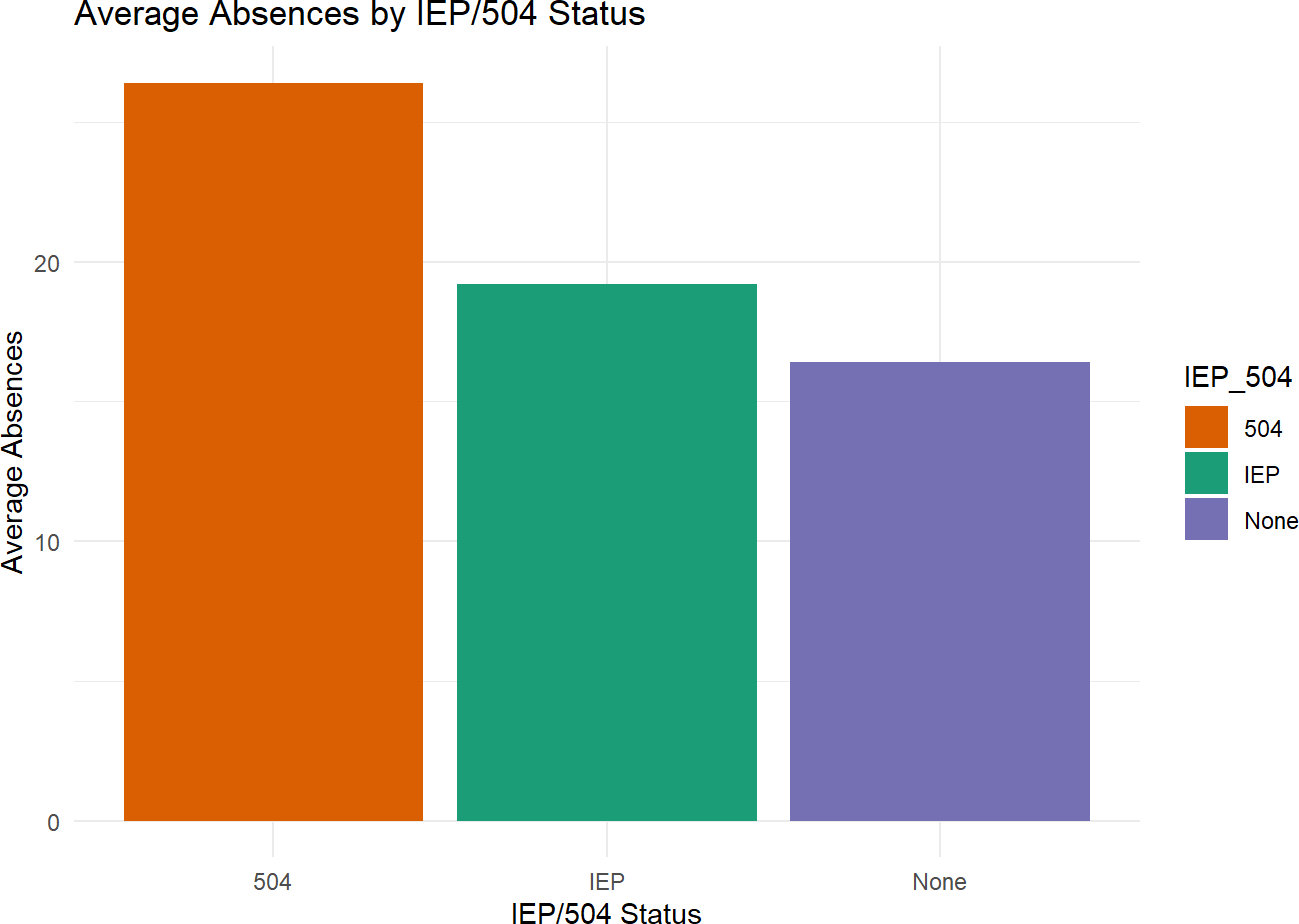 Average Absences by IEP/504 Status
20
10
0
Average Absences
504
IEP
None
IEP/504 Status
IEP_504
504
IEP
None